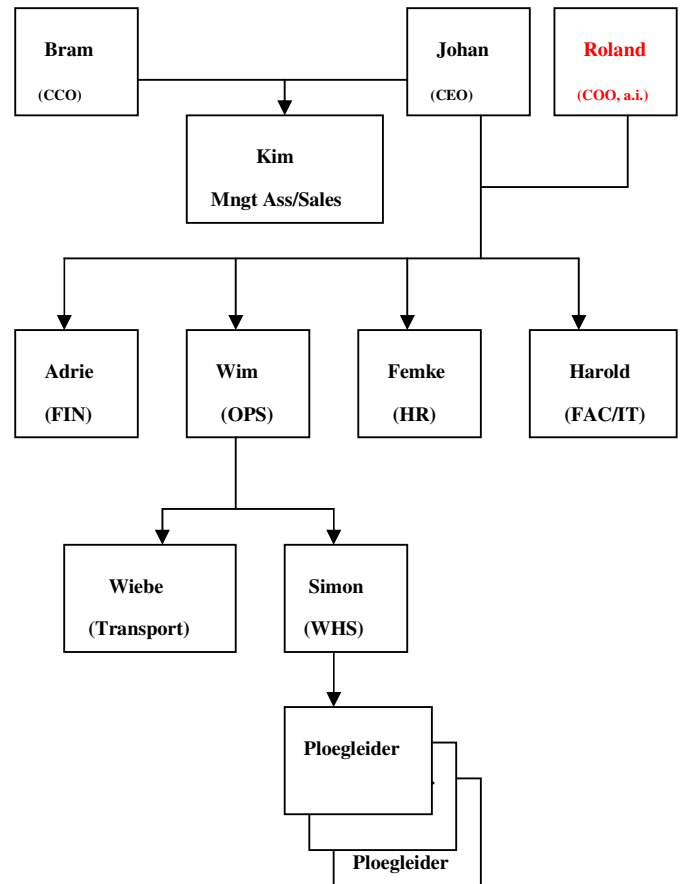 Bram
(CCO)
Johan
(CEO)
Roland
(COO, a.i.)
Kim
Mngt Ass/Sales
Adrie
(FIN)
Wim
(OPS)
Femke
(HR)
Harold
(FAC/IT)
Wiebe
(Transport)
Simon
(WHS)
Ploegleider
Ploegleider